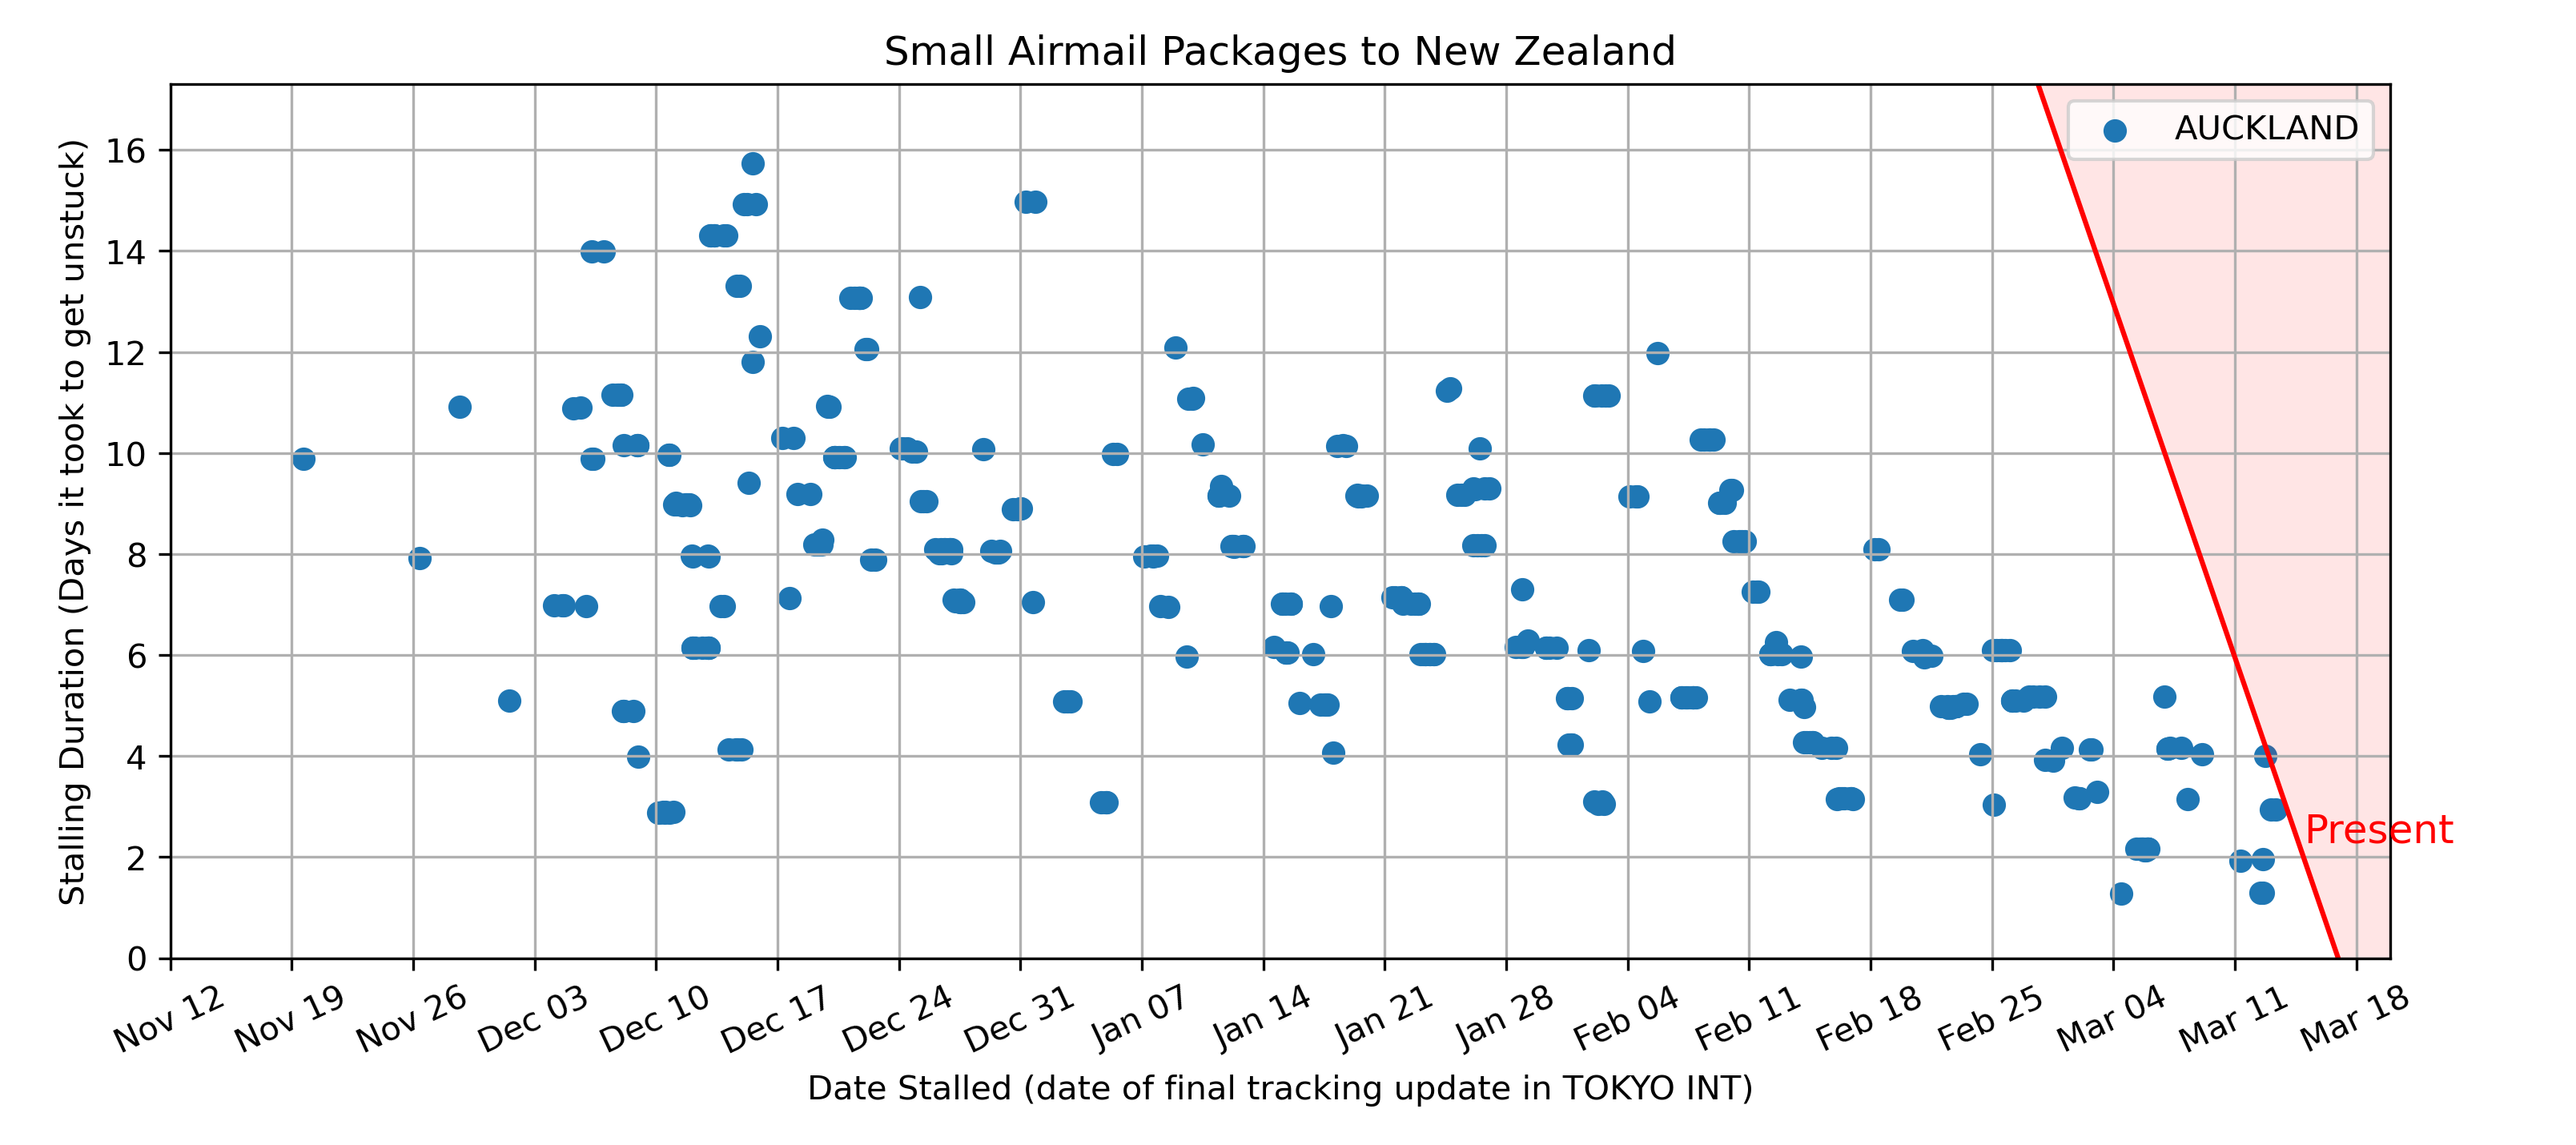 Small Airmail Packages to New Zealand
AUCKLAND
Stalling Duration (Days it took to get unstuck)
16
14
12
10
8
6
4
2
0
Present
Nov 12
Nov 19
Nov 26
Dec 03
Dec 10
Dec 17
Dec 24
Dec 31
Jan 07
Jan 14
Jan 21
Jan 28
Feb 04
Feb 11
Feb 18
Feb 25
Mar 04
Mar 11
Mar 18
Date Stalled (date of final tracking update in TOKYO INT)